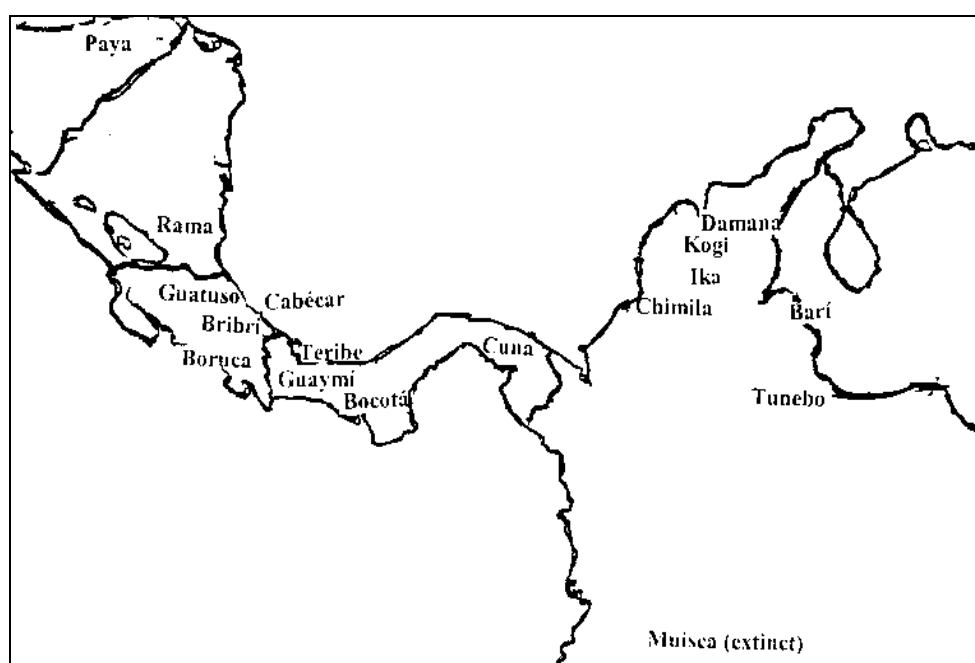 Paya
Rama
Damana
Kogi
Ika
Guatuso
Cabécar
Chimila
Barí
Bribri
Teribe
Cuna
Boruca
Guaymí
Bocotá
Tunebo
Muisca (extinct)